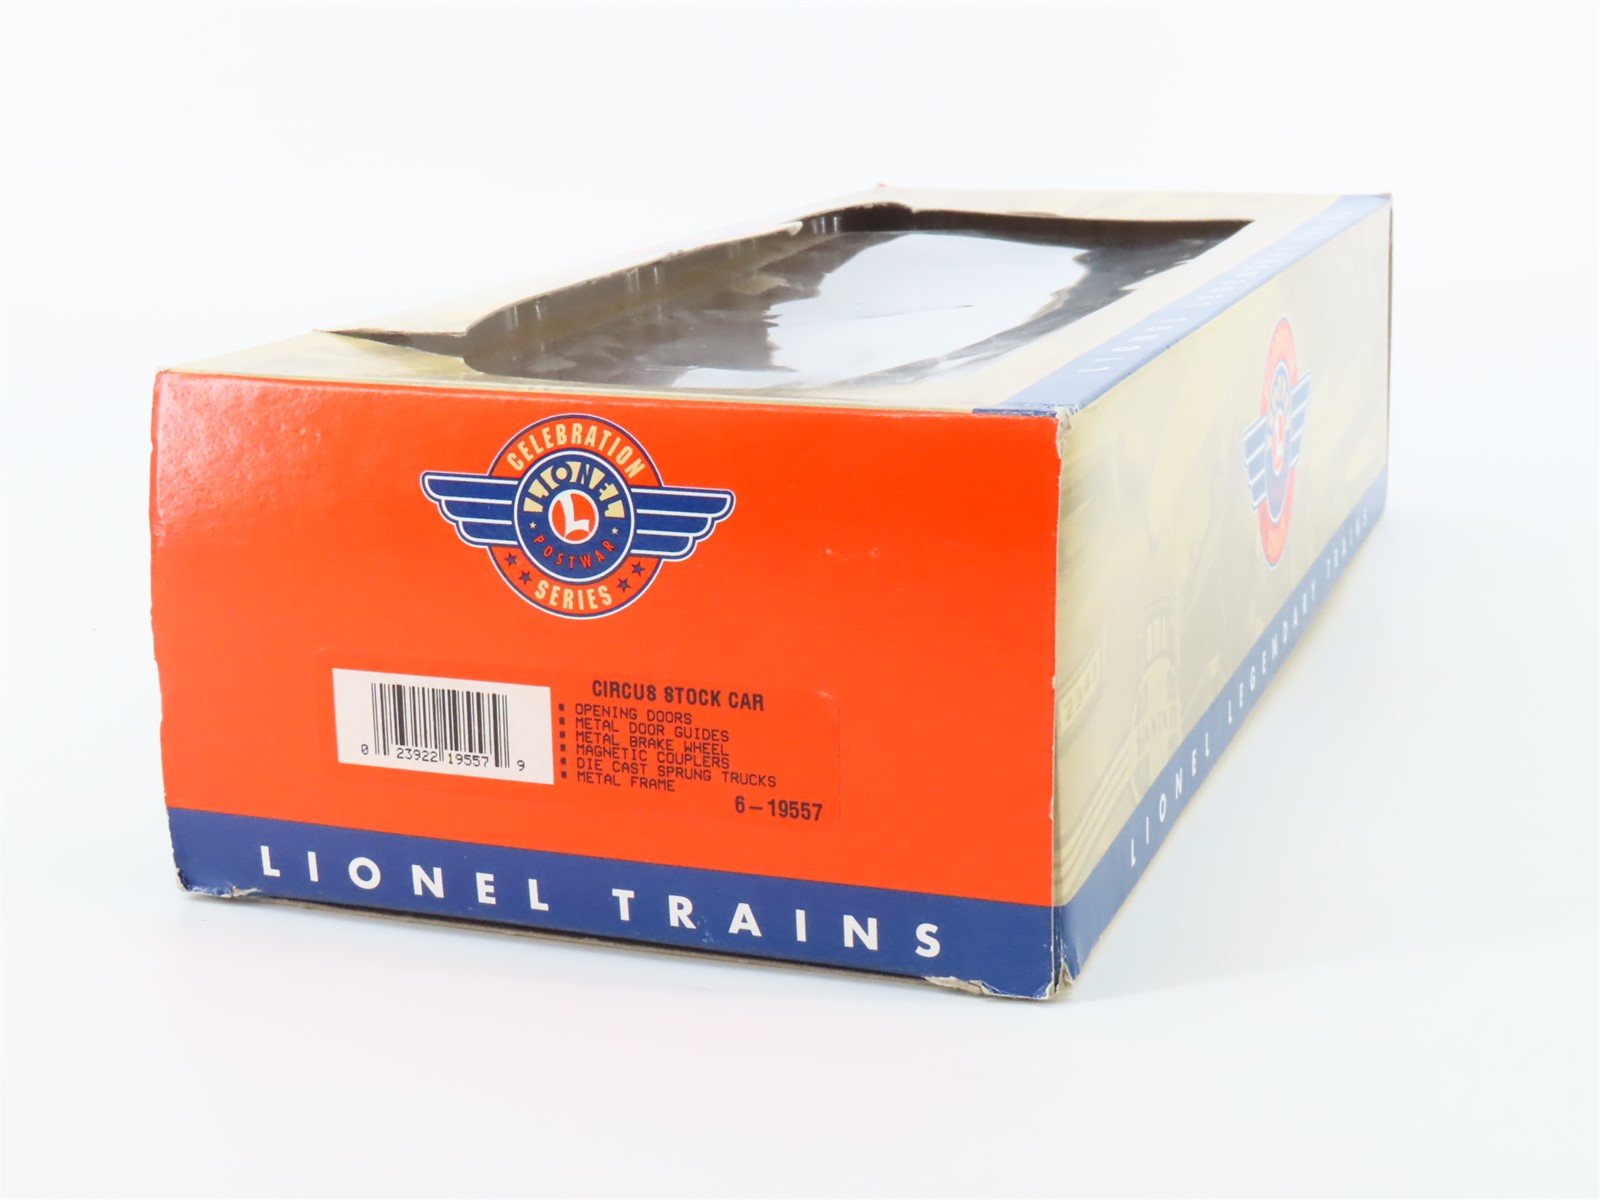 CELEBRATION
LIONEL
L
POSTWAR
SERIES
CIRCUS STOCK CAR
* OPENING DOORS
* METAL DOOR GUIDES
* METAL BRAKE WHEEL
* MAGNETIC COUPLERS
* DIE CAST SPRUNG TRUCKS
* METAL FRAME
6-19557
0 23922 19557 9
LIONEL TRAINS
LIONEL LEGENDARY TRAINS
LIONEL
L